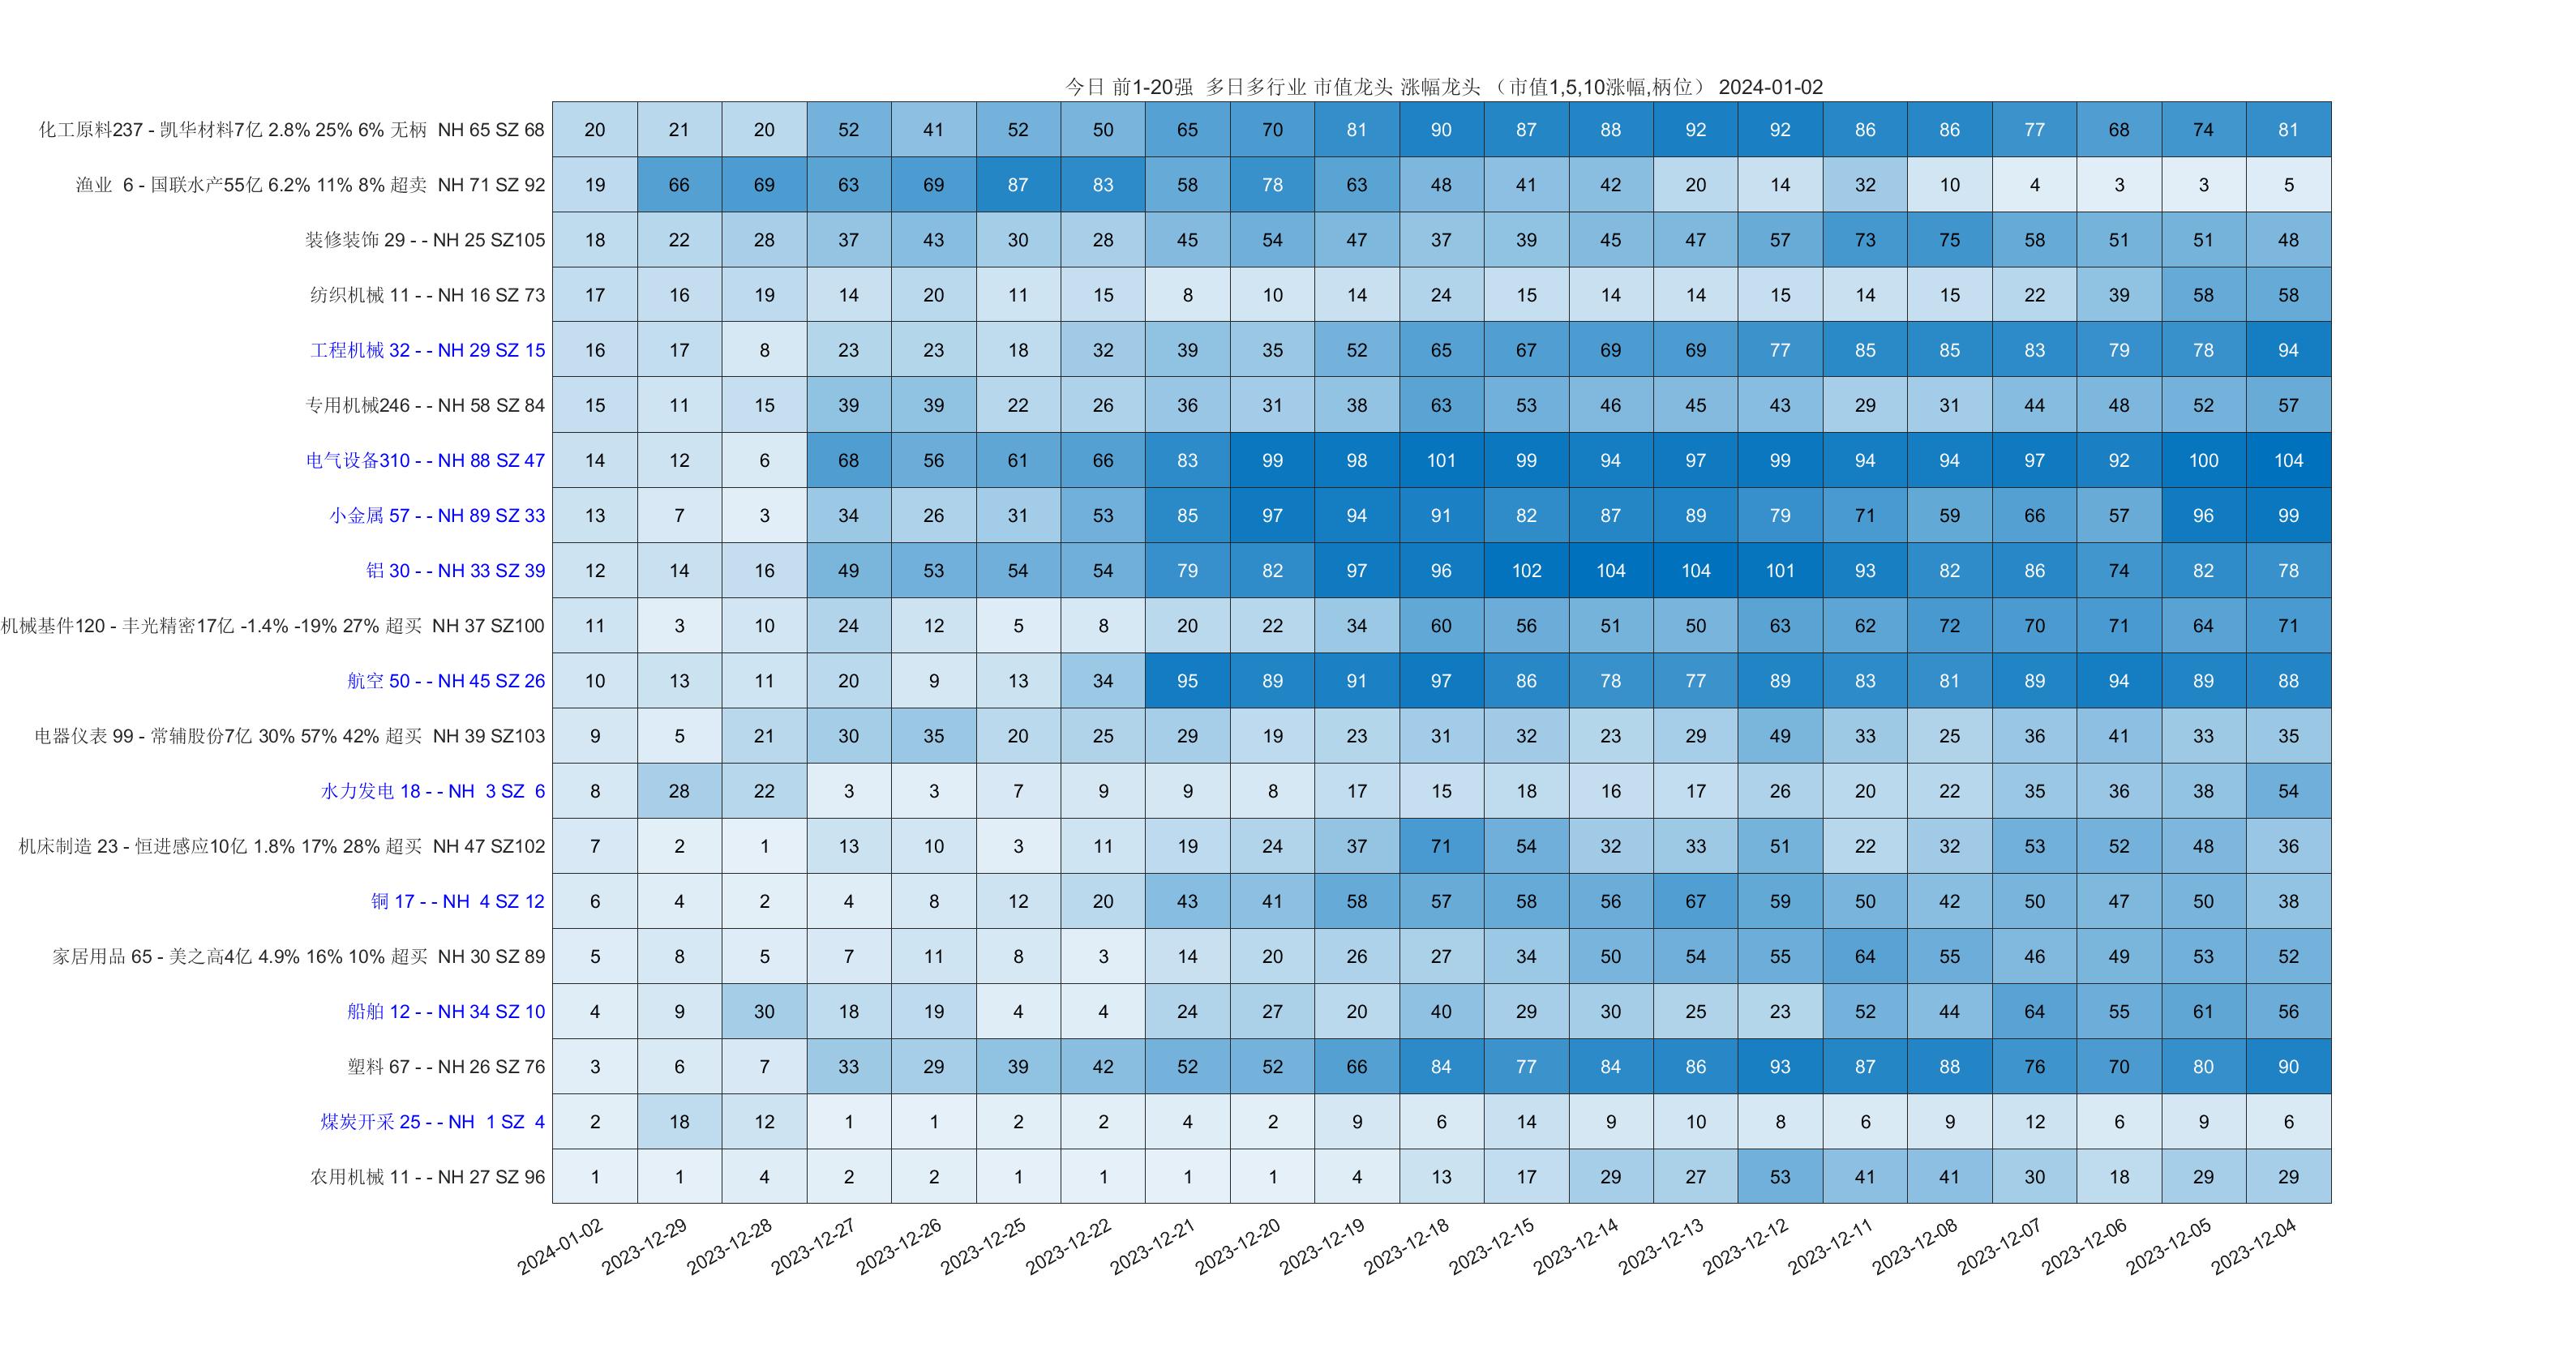 今日 前1-20强 多日多行业 市值龙头 涨幅龙头 （市值1,5,10涨幅,柄位） 2024-01-02
化工原料237 - 凯华材料7亿 2.8% 25% 6% 无柄 NH 65 SZ 68 20 21 20 52 41 52 50 65 70 81 90 87 88 92 92 86 86 77 68 74 81
渔业 6 - 国联水产55亿 6.2% 11% 8% 超卖 NH 71 SZ 92 19 66 69 63 69 87 83 58 78 63 48 41 42 20 14 32 10 4 3 3 5
装修装饰 29 - - NH 25 SZ105 18 22 28 37 43 30 28 45 54 47 37 39 45 47 57 73 75 58 51 51 48
纺织机械 11 - - NH 16 SZ 73 17 16 19 14 20 11 15 8 10 14 24 15 14 14 15 14 15 22 39 58 58
工程机械 32 - - NH 29 SZ 15 16 17 8 23 23 18 32 39 35 52 65 67 69 69 77 85 85 83 79 78 94
专用机械246 - - NH 58 SZ 84 15 11 15 39 39 22 26 36 31 38 63 53 46 45 43 29 31 44 48 52 57
电气设备310 - - NH 88 SZ 47 14 12 6 68 56 61 66 83 99 98 101 99 94 97 99 94 94 97 92 100 104
小金属 57 - - NH 89 SZ 33 13 7 3 34 26 31 53 85 97 94 91 82 87 89 79 71 59 66 57 96 99
铝 30 - - NH 33 SZ 39 12 14 16 49 53 54 54 79 82 97 96 102 104 104 101 93 82 86 74 82 78
机械基件120 - 丰光精密17亿 -1.4% -19% 27% 超买 NH 37 SZ100 11 3 10 24 12 5 8 20 22 34 60 56 51 50 63 62 72 70 71 64 71
航空 50 - - NH 45 SZ 26 10 13 11 20 9 13 34 95 89 91 97 86 78 77 89 83 81 89 94 89 88
电器仪表 99 - 常辅股份7亿 30% 57% 42% 超买 NH 39 SZ103 9 5 21 30 35 20 25 29 19 23 31 32 23 29 49 33 25 36 41 33 35
水力发电 18 - - NH 3 SZ 6 8 28 22 3 3 7 9 9 8 17 15 18 16 17 26 20 22 35 36 38 54
机床制造 23 - 恒进感应10亿 1.8% 17% 28% 超买 NH 47 SZ102 7 2 1 13 10 3 11 19 24 37 71 54 32 33 51 22 32 53 52 48 36
铜 17 - - NH 4 SZ 12 6 4 2 4 8 12 20 43 41 58 57 58 56 67 59 50 42 50 47 50 38
家居用品 65 - 美之高4亿 4.9% 16% 10% 超买 NH 30 SZ 89 5 8 5 7 11 8 3 14 20 26 27 34 50 54 55 64 55 46 49 53 52
船舶 12 - - NH 34 SZ 10 4 9 30 18 19 4 4 24 27 20 40 29 30 25 23 52 44 64 55 61 56
塑料 67 - - NH 26 SZ 76 3 6 7 33 29 39 42 52 52 66 84 77 84 86 93 87 88 76 70 80 90
煤炭开采 25 - - NH 1 SZ 4 2 18 12 1 1 2 2 4 2 9 6 14 9 10 8 6 9 12 6 9 6
农用机械 11 - - NH 27 SZ 96 1 1 4 2 2 1 1 1 1 4 13 17 29 27 53 41 41 30 18 29 29
2024-01-02 2023-12-29 2023-12-28 2023-12-27 2023-12-26 2023-12-25 2023-12-22 2023-12-21 2023-12-20 2023-12-19 2023-12-18 2023-12-15 2023-12-14 2023-12-13 2023-12-12 2023-12-11 2023-12-08 2023-12-07 2023-12-06 2023-12-05 2023-12-04